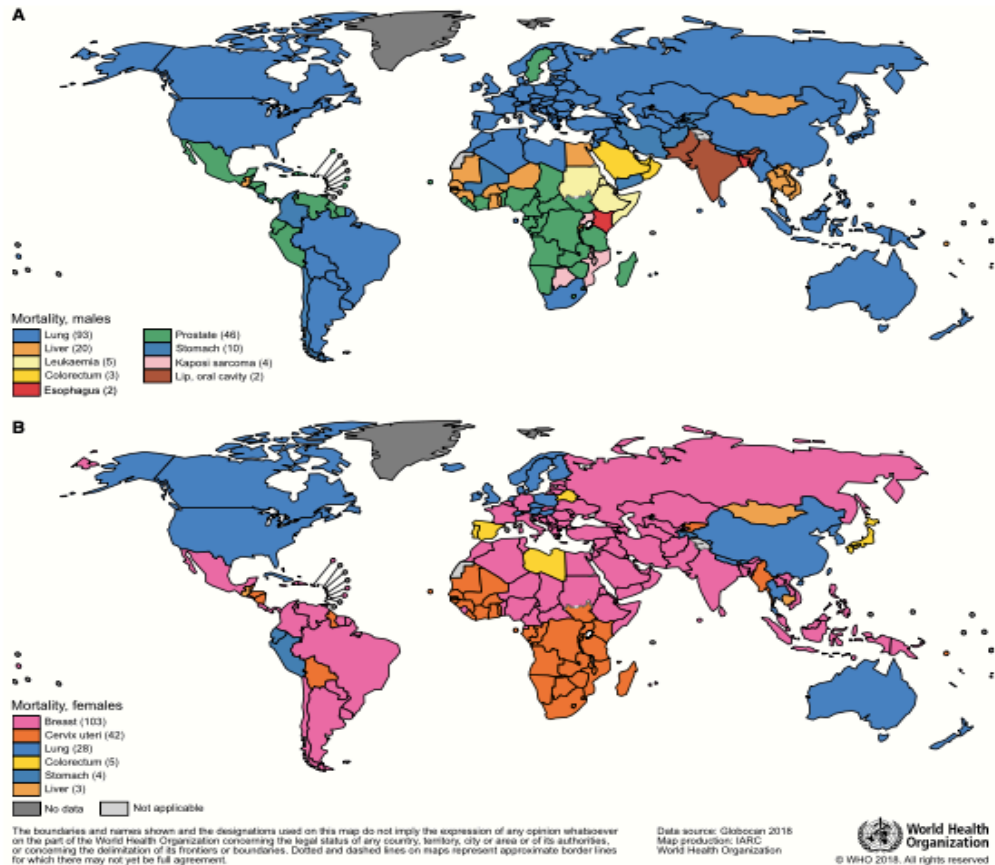 A
Mortality, males
Lung (93)
Liver (20)
Leukaemia (5)
Colorectum (3)
Esophagus (2)
Prostate (46)
Stomach (10)
Kaposi sarcoma (4)
Lip, oral cavity (2)
B
Mortality, females
Breast (103)
Cervix uteri (42)
Lung (28)
Colorectum (5)
Stomach (4)
Liver (3)
No data
Not applicable
The boundaries and names shown and the designations used on this map do not imply the expression of any opinion whatsoever
on the part of the World Health Organization concerning the legal status of any country, territory, city or area or of its authorities,
or concerning the delimitation of its frontiers or boundaries. Dotted and dashed lines on maps represent approximate border lines
for which there may not yet be full agreement.
Data source: Globocan 2018
Map production: IARC
World Health Organization
World Health
Organization
© WHO 2018. All rights reserved